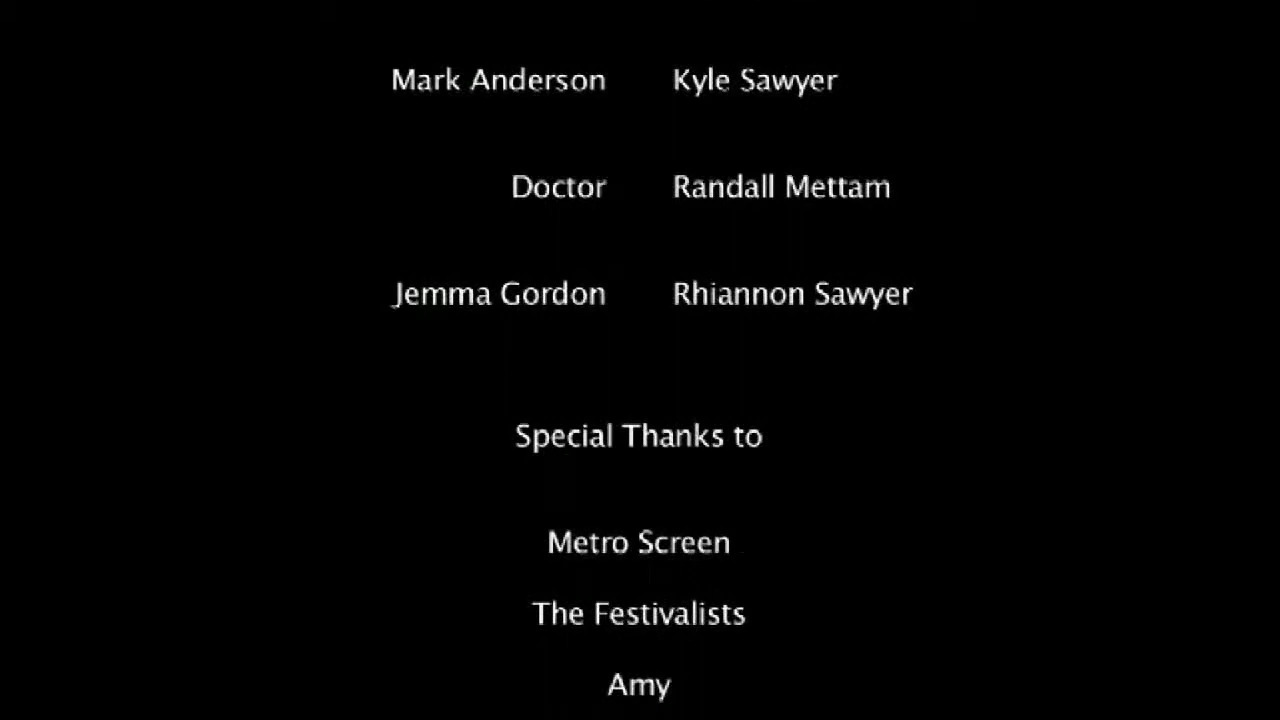 Mark Anderson Kyle Sawyer
Doctor Randall Mettam
Jemma Gordon Rhiannon Sawyer
Special Thanks to
Metro Screen
The Festivalists
Amy